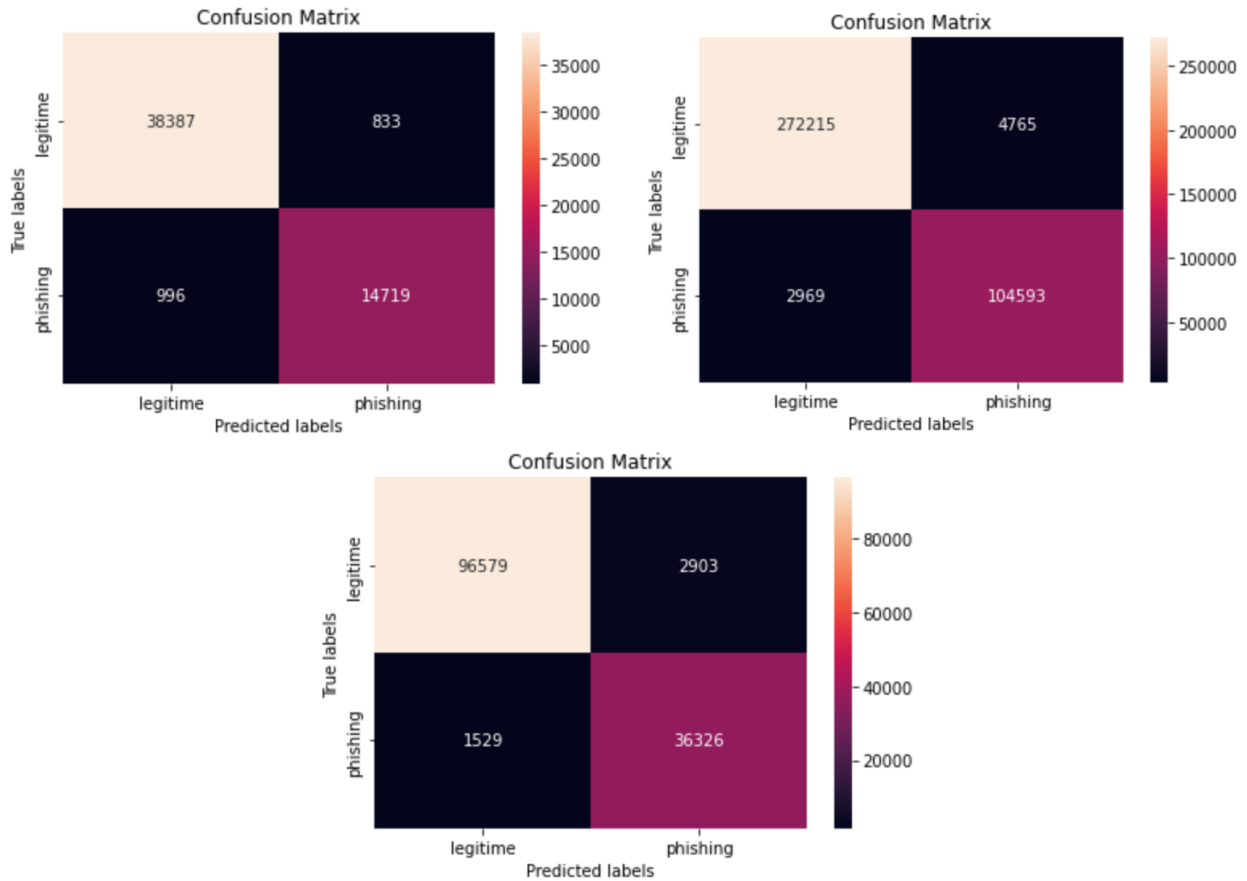 Confusion Matrix
35000
30000
25000
20000
15000
10000
5000
legitime
phishing
True labels
38387 833
996 14719
legitime phishing
Predicted labels
Confusion Matrix
250000
200000
150000
100000
50000
legitime
phishing
True labels
272215 4765
2969 104593
legitime phishing
Predicted labels
Confusion Matrix
80000
60000
40000
20000
legitime
phishing
True labels
96579 2903
1529 36326
legitime phishing
Predicted labels